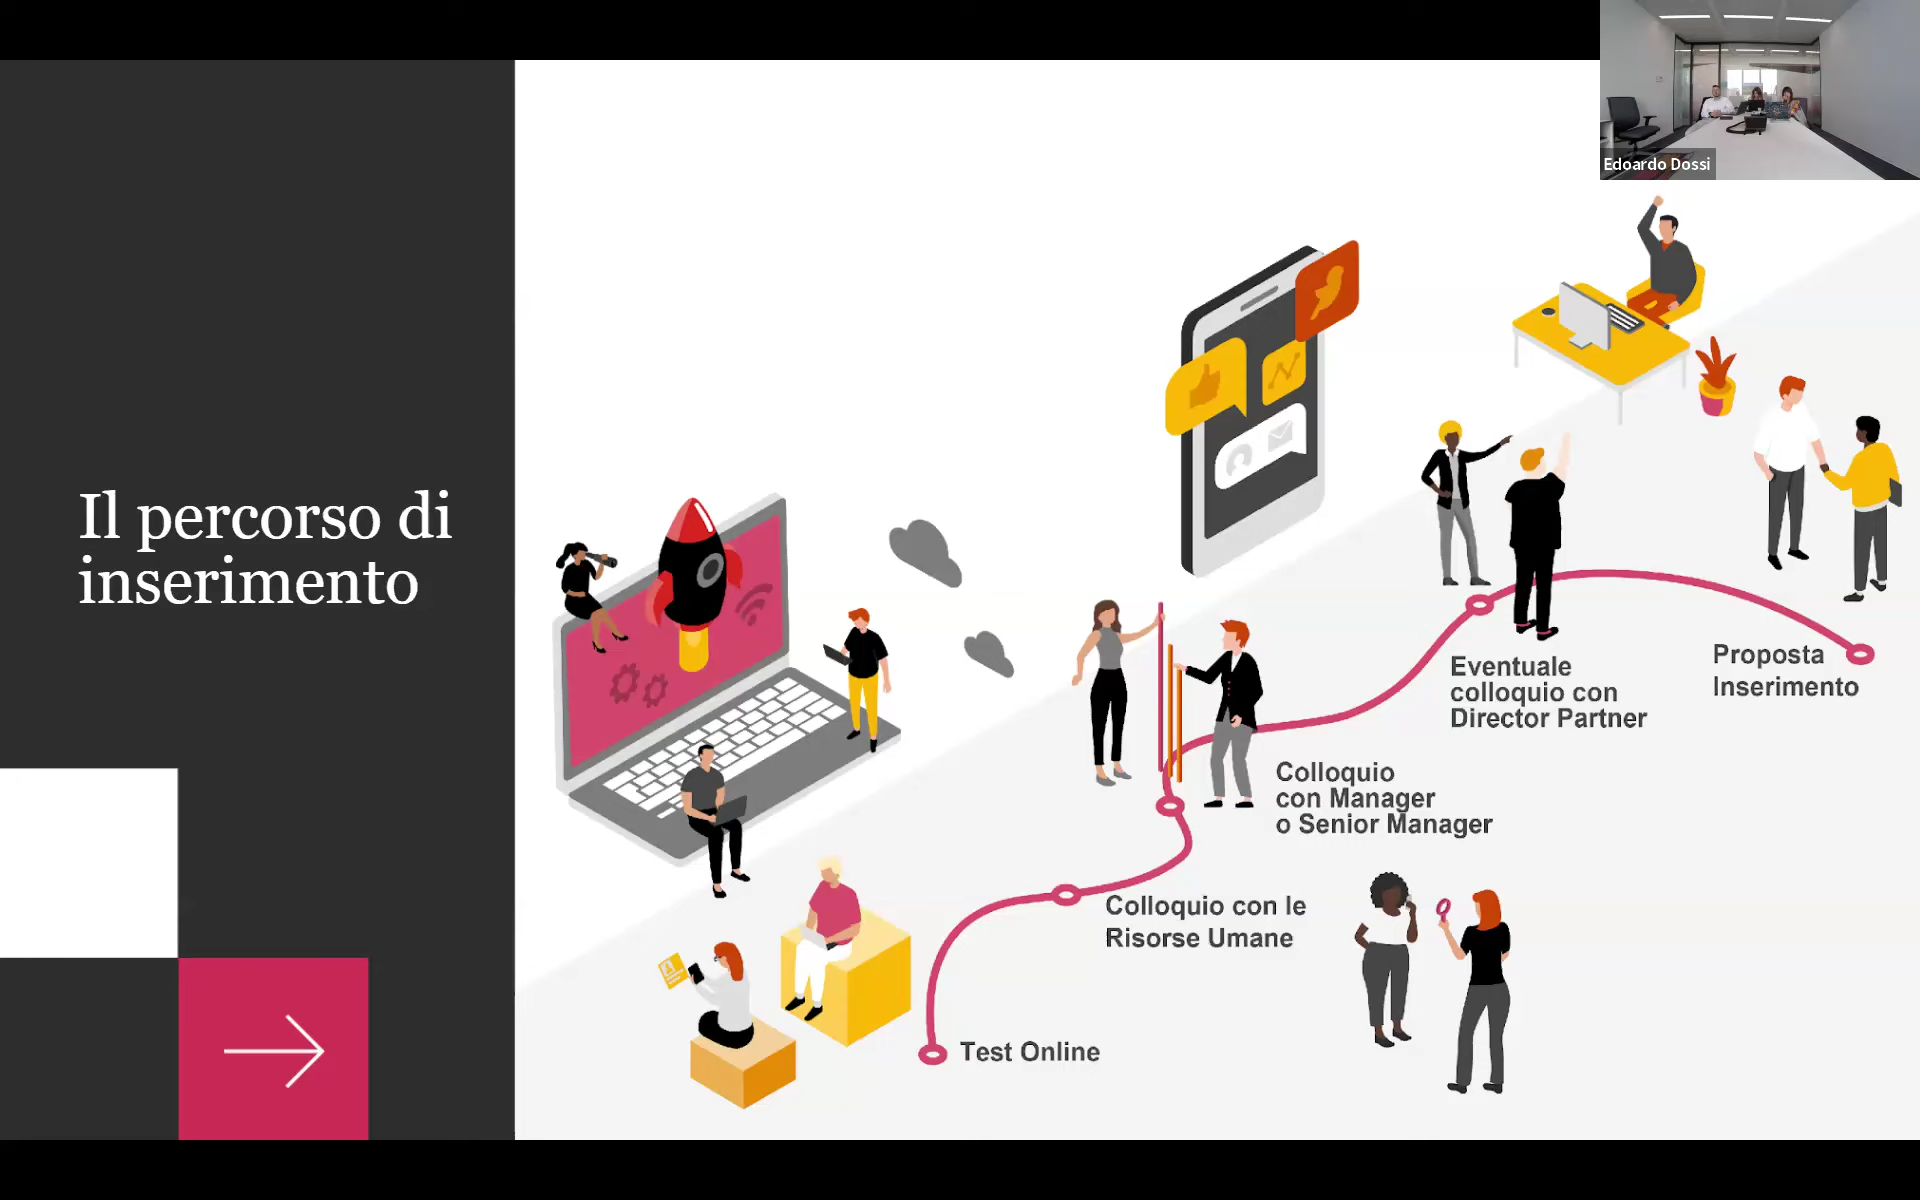 Edoardo Dossi
Il percorso di
inserimento
Proposta
Inserimento
Eventuale
colloquio con
Director Partner
Colloquio
con Manager
o Senior Manager
Colloquio con le
Risorse Umane
Test Online